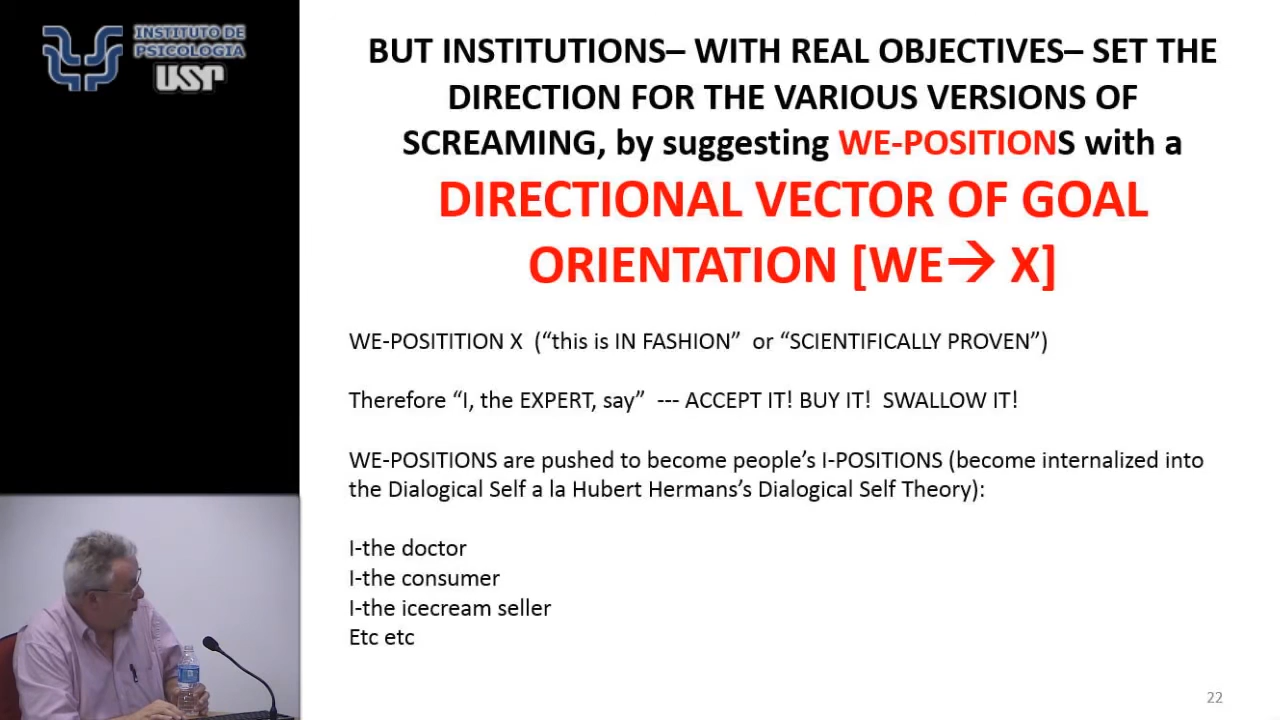 INSTITUTO DE
PSICOLOGIA
USP
BUT INSTITUTIONS– WITH REAL OBJECTIVES– SET THE
DIRECTION FOR THE VARIOUS VERSIONS OF
SCREAMING, by suggesting WE-POSITIONS with a
DIRECTIONAL VECTOR OF GOAL
ORIENTATION [WE→ X]
WE-POSITITION X (“this is IN FASHION” or “SCIENTIFICALLY PROVEN”)
Therefore “I, the EXPERT, say” --- ACCEPT IT! BUY IT! SWALLOW IT!
WE-POSITIONS are pushed to become people’s I-POSITIONS (become internalized into
the Dialogical Self a la Hubert Hermans’s Dialogical Self Theory):
I-the doctor
I-the consumer
I-the icecream seller
Etc etc
22